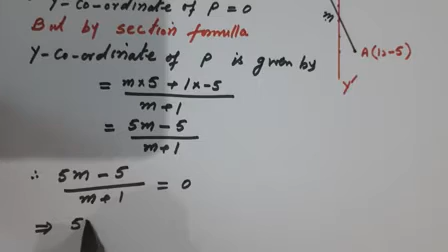 Y-Co-ordinate of P = 0
But by section formula
Y-Co-ordinate of P is given by
= m × 5 + 1 × -5 / m + 1
= 5m - 5 / m + 1
∴ 5m - 5 / m + 1 = 0
⇒ 5
m
A (1, -5)
Y'